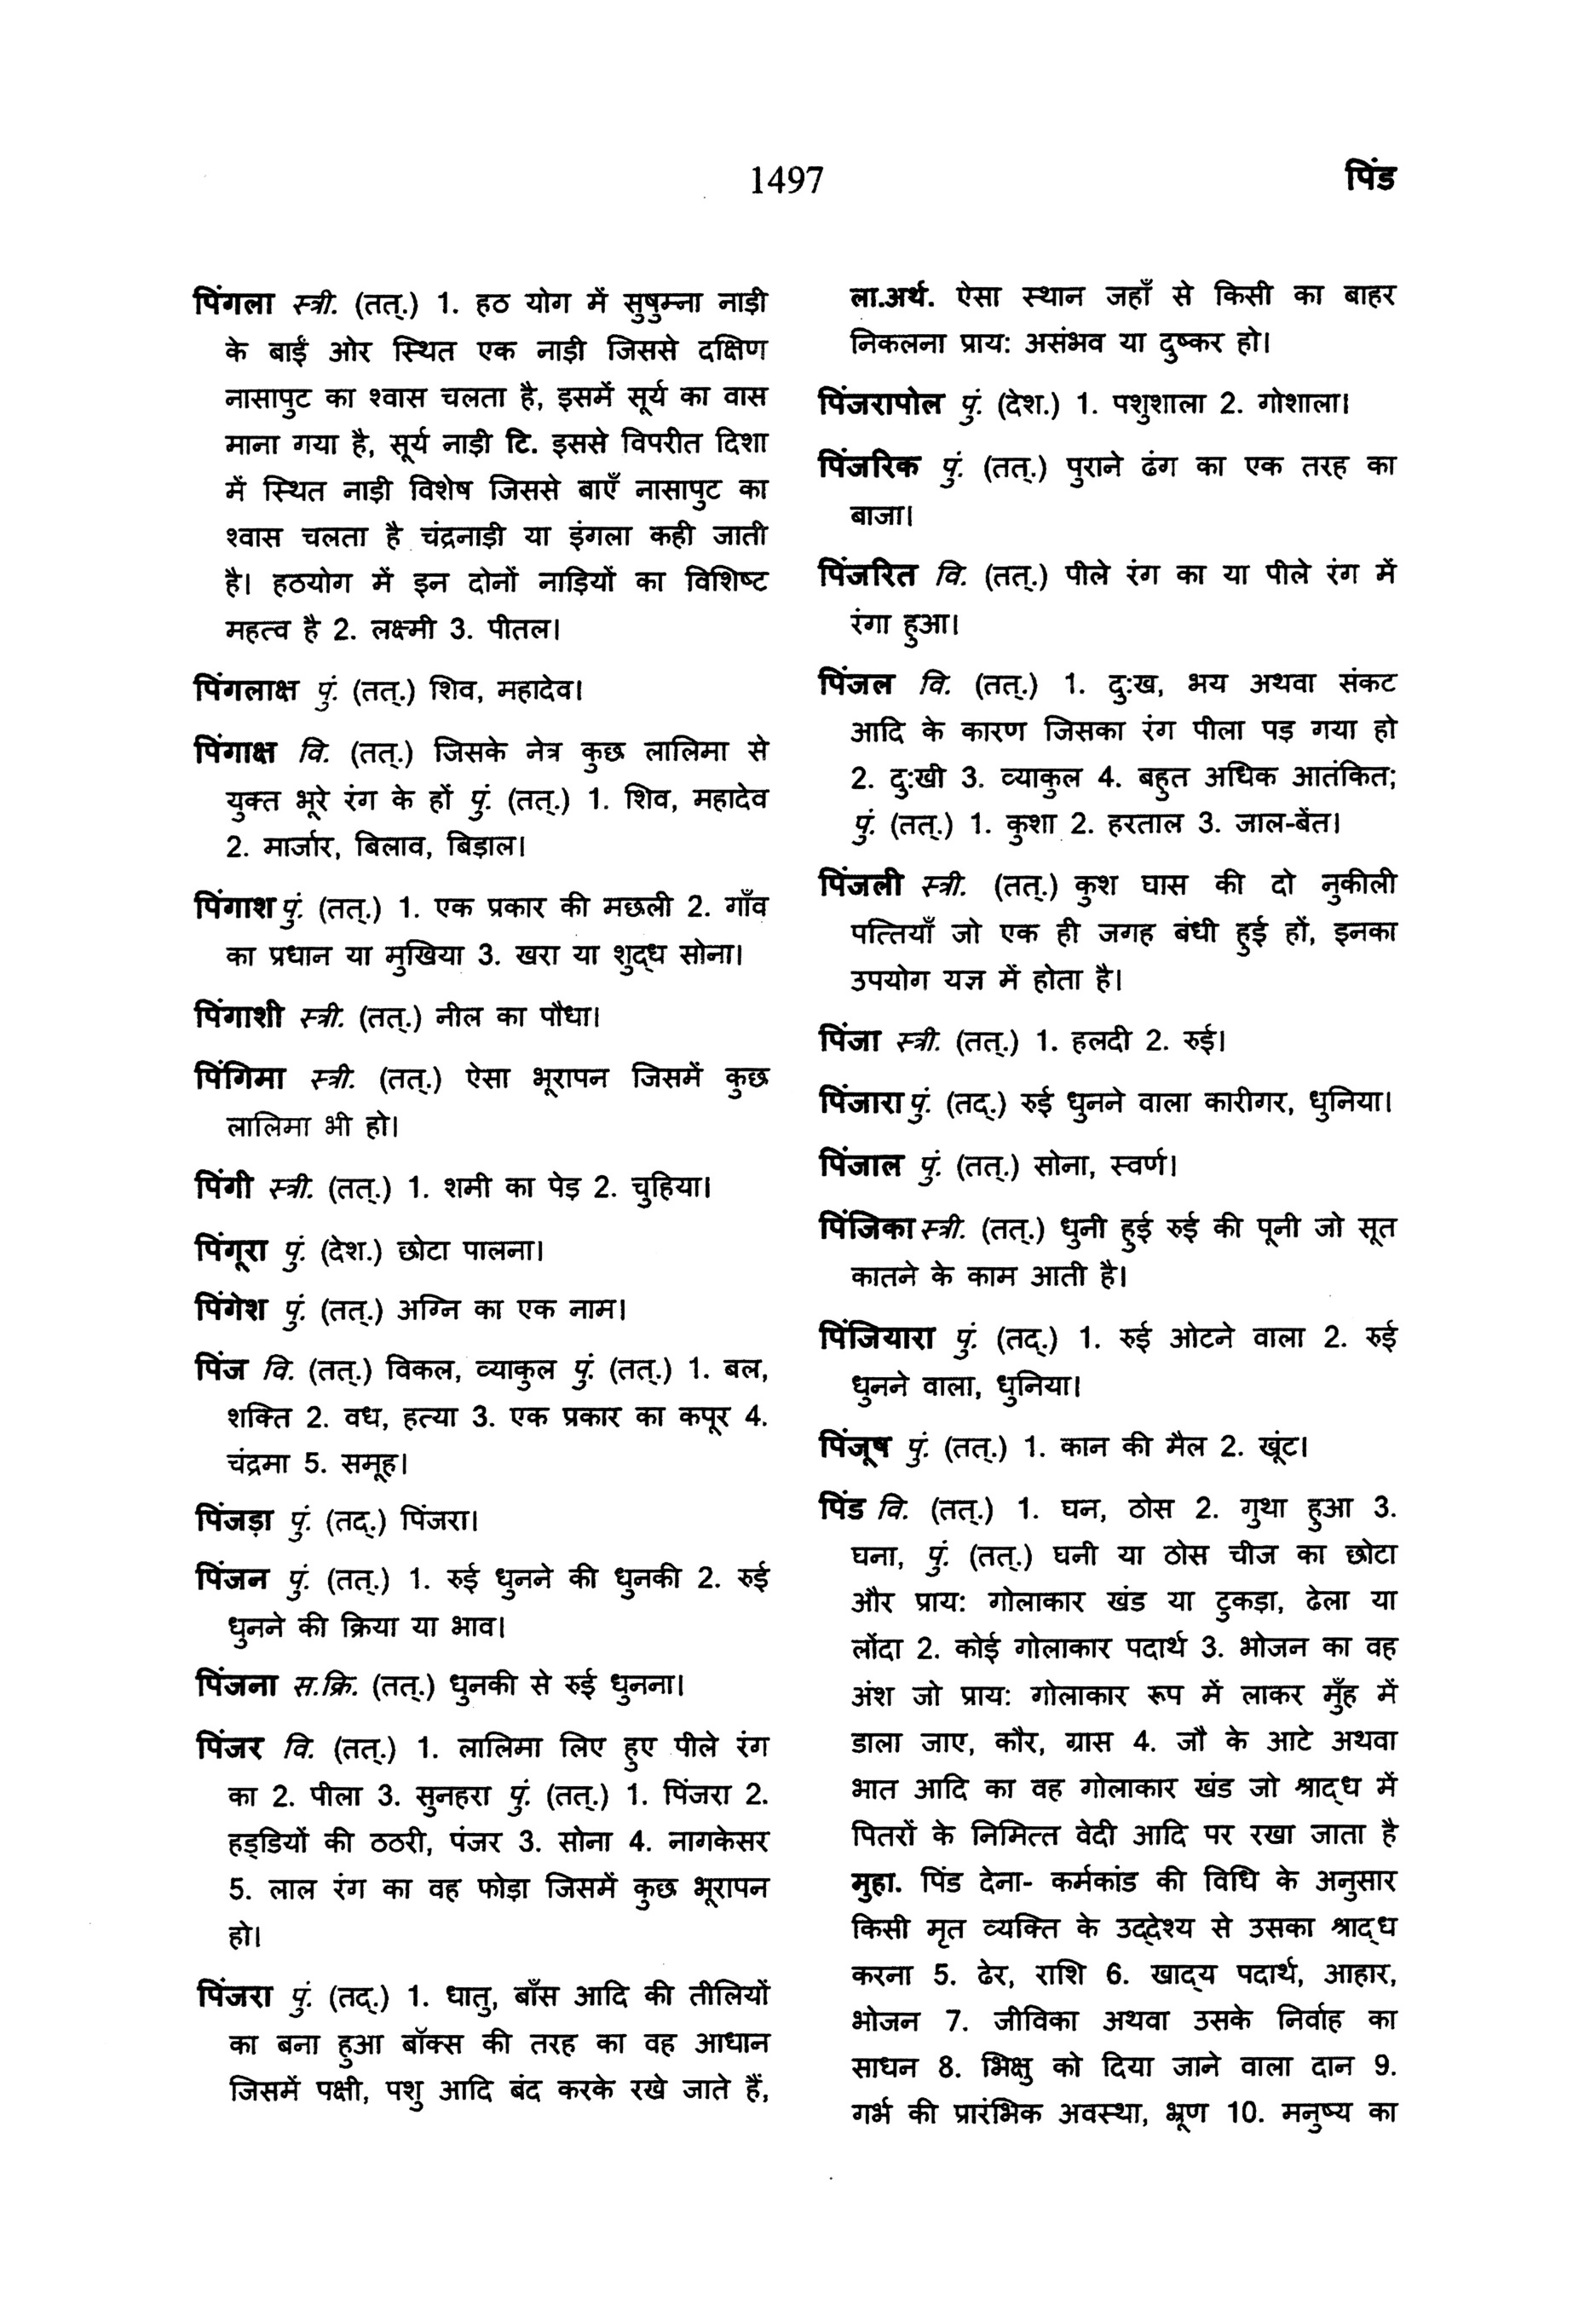 1497
पिंड
पिंगला स्त्री. (तत्.) 1. हठ योग में सुषुम्ना नाड़ी
के बाईं ओर स्थित एक नाड़ी जिससे दक्षिण
नासापुट का श्वास चलता है, इसमें सूर्य का वास
माना गया है, सूर्य नाड़ी टि. इससे विपरीत दिशा
में स्थित नाड़ी विशेष जिससे बाएँ नासापुट का
श्वास चलता है चंद्रनाड़ी या इंगला कही जाती
है। हठयोग में इन दोनों नाड़ियों का विशिष्ट
महत्व है 2. लक्ष्मी 3. पीतल।
पिंगलाक्ष पुं. (तत्.) शिव, महादेव।
पिंगाक्ष वि. (तत्.) जिसके नेत्र कुछ लालिमा से
युक्त भूरे रंग के हों पुं. (तत्.) 1. शिव, महादेव
2. मार्जार, बिलाव, बिड़ाल।
पिंगाश पुं. (तत्.) 1. एक प्रकार की मछली 2. गाँव
का प्रधान या मुखिया 3. खरा या शुद्ध सोना।
पिंगाशी स्त्री. (तत्.) नील का पौधा।
पिंगिमा स्त्री. (तत्.) ऐसा भूरापन जिसमें कुछ
लालिमा भी हो।
पिंगी स्त्री. (तत्.) 1. शमी का पेड़ 2. चुहिया।
पिंगूरा पुं. (देश.) छोटा पालना।
पिंगेश पुं. (तत्.) अग्नि का एक नाम।
पिंज वि. (तत्.) विकल, व्याकुल पुं. (तत्.) 1. बल,
शक्ति 2. वध, हत्या 3. एक प्रकार का कपूर 4.
चंद्रमा 5. समूह।
पिंजड़ा पुं. (तद्.) पिंजरा।
पिंजन पुं. (तत्.) 1. रुई धुनने की धुनकी 2. रुई
धुनने की क्रिया या भाव।
पिंजना स.क्रि. (तत्.) धुनकी से रुई धुनना।
पिंजर वि. (तत्.) 1. लालिमा लिए हुए पीले रंग
का 2. पीला 3. सुनहरा पुं. (तत्.) 1. पिंजरा 2.
हड्डियों की ठठरी, पंजर 3. सोना 4. नागकेसर
5. लाल रंग का वह फोड़ा जिसमें कुछ भूरापन
हो।
पिंजरा पुं. (तद्.) 1. धातु, बाँस आदि की तीलियों
का बना हुआ बॉक्स की तरह का वह आधान
जिसमें पक्षी, पशु आदि बंद करके रखे जाते हैं,
ला.अर्थ. ऐसा स्थान जहाँ से किसी का बाहर
निकलना प्राय: असंभव या दुष्कर हो।
पिंजरापोल पुं. (देश.) 1. पशुशाला 2. गोशाला।
पिंजरिक पुं. (तत्.) पुराने ढंग का एक तरह का
बाजा।
पिंजरित वि. (तत्.) पीले रंग का या पीले रंग में
रंगा हुआ।
पिंजल वि. (तत्.) 1. दु:ख, भय अथवा संकट
आदि के कारण जिसका रंग पीला पड़ गया हो
2. दु:खी 3. व्याकुल 4. बहुत अधिक आतंकित;
पुं. (तत्.) 1. कुशा 2. हरताल 3. जाल-बेंत।
पिंजली स्त्री. (तत्.) कुश घास की दो नुकीली
पत्तियाँ जो एक ही जगह बंधी हुई हों, इनका
उपयोग यज्ञ में होता है।
पिंजा स्त्री. (तत्.) 1. हलदी 2. रुई।
पिंजारा पुं. (तद्.) रुई धुनने वाला कारीगर, धुनिया।
पिंजाल पुं. (तत्.) सोना, स्वर्ण।
पिंजिका स्त्री. (तत्.) धुनी हुई रुई की पूनी जो सूत
कातने के काम आती है।
पिंजियारा पुं. (तद्.) 1. रुई ओटने वाला 2. रुई
धुनने वाला, धुनिया।
पिंजूष पुं. (तत्.) 1. कान की मैल 2. खूंट।
पिंड वि. (तत्.) 1. घन, ठोस 2. गुथा हुआ 3.
घना, पुं. (तत्.) घनी या ठोस चीज का छोटा
और प्राय: गोलाकार खंड या टुकड़ा, ढेला या
लोंदा 2. कोई गोलाकार पदार्थ 3. भोजन का वह
अंश जो प्राय: गोलाकार रूप में लाकर मुँह में
डाला जाए, कौर, ग्रास 4. जौ के आटे अथवा
भात आदि का वह गोलाकार खंड जो श्राद्ध में
पितरों के निमित्त वेदी आदि पर रखा जाता है
मुहा. पिंड देना- कर्मकांड की विधि के अनुसार
किसी मृत व्यक्ति के उद्देश्य से उसका श्राद्ध
करना 5. ढेर, राशि 6. खाद्य पदार्थ, आहार,
भोजन 7. जीविका अथवा उसके निर्वाह का
साधन 8. भिक्षु को दिया जाने वाला दान 9.
गर्भ की प्रारंभिक अवस्था, भ्रूण 10. मनुष्य का